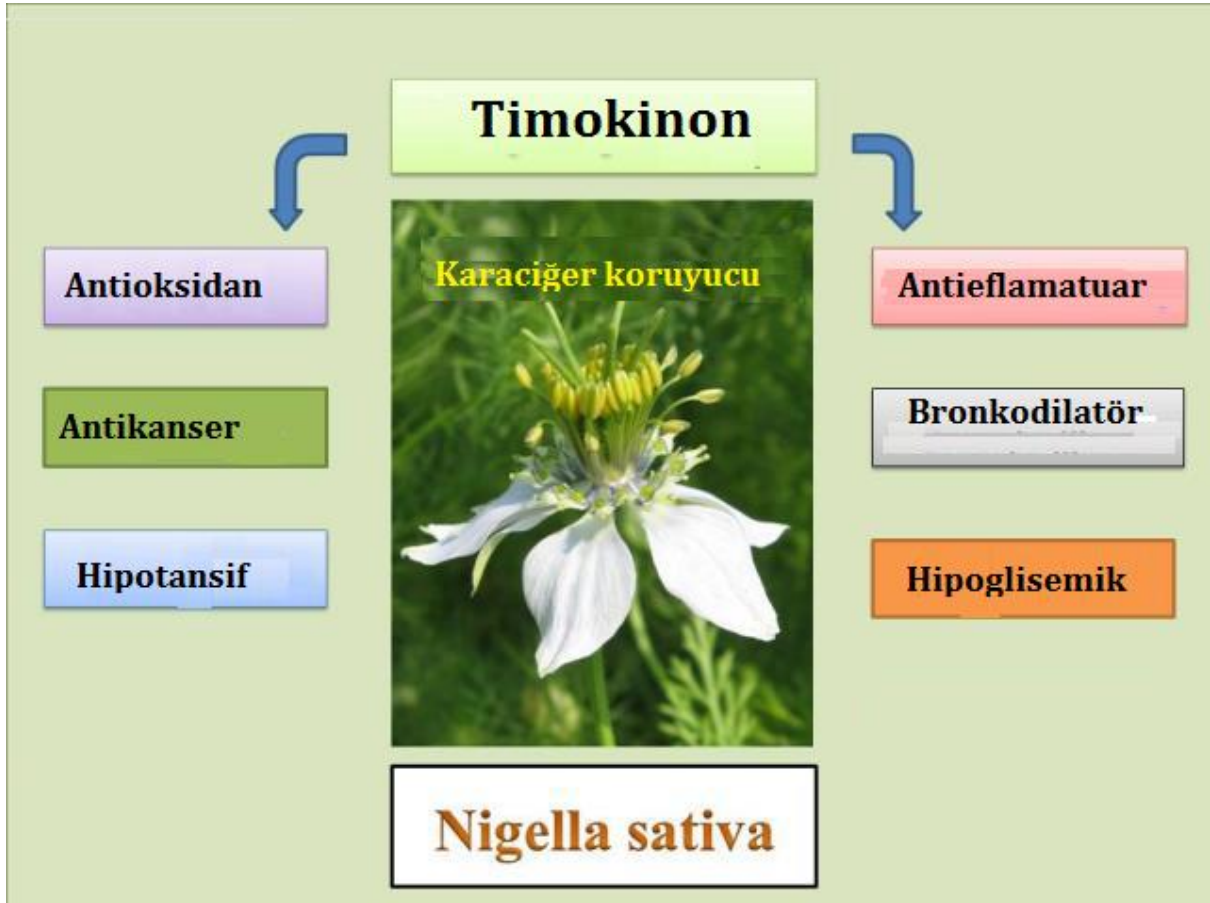 Timokinon
Karaciğer koruyucu
Antioksidan
Antikanser
Hipotansif
Antieflamatuar
Bronkodilatör
Hipoglisemik
Nigella sativa